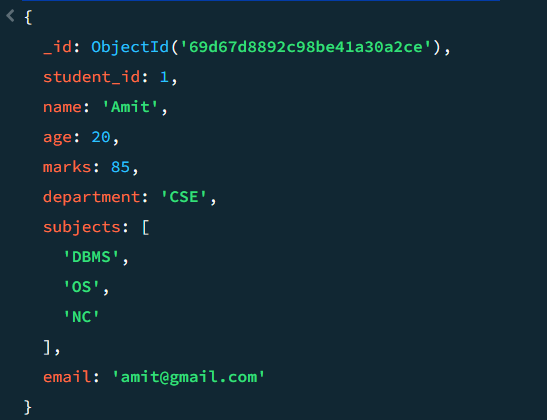 {
_id: ObjectId('69d67d8892c98be41a30a2ce'),
student_id: 1,
name: 'Amit',
age: 20,
marks: 85,
department: 'CSE',
subjects: [
'DBMS',
'OS',
'NC'
],
email: 'amit@gmail.com'
}